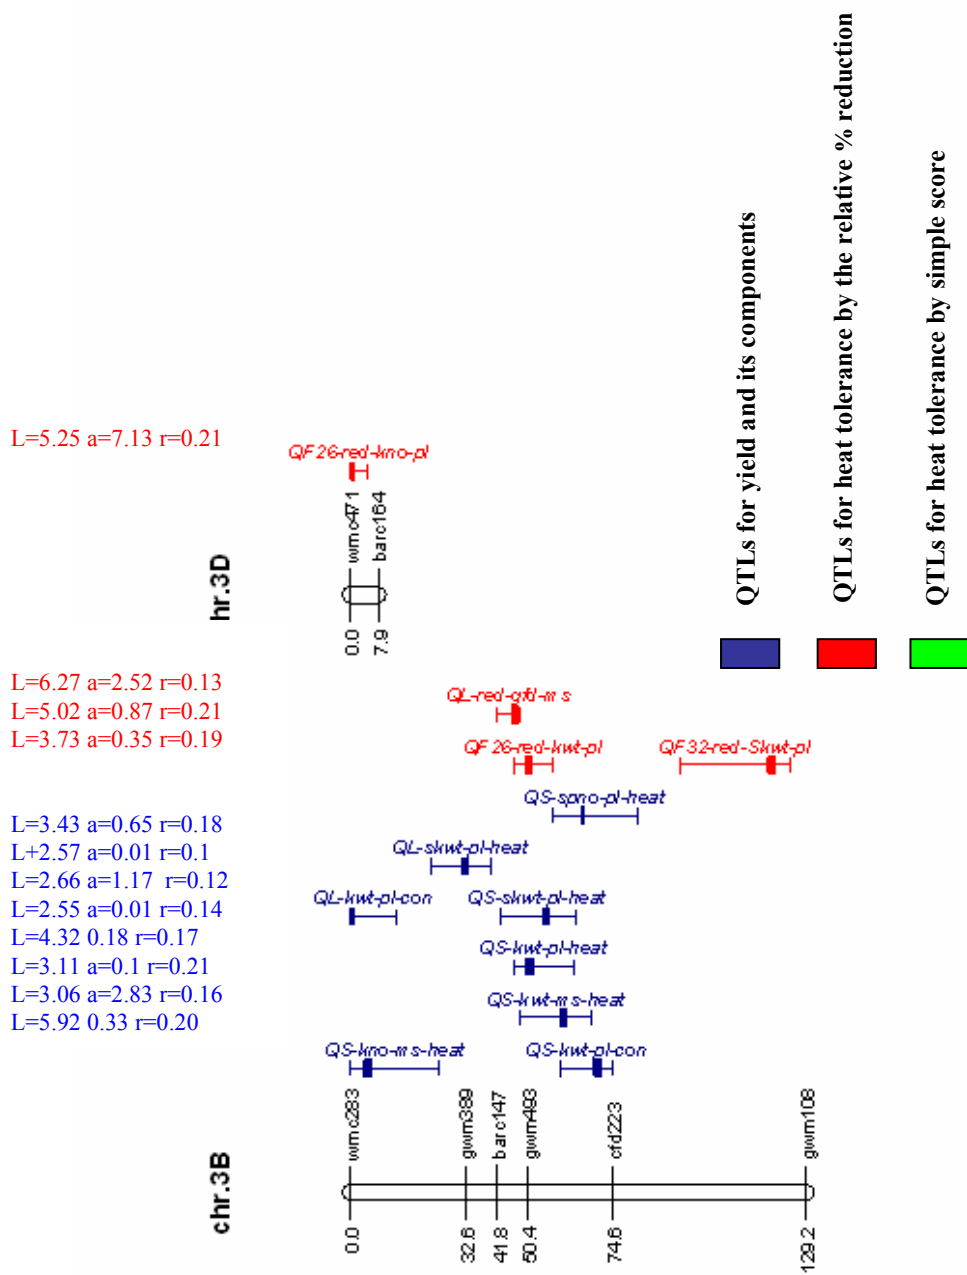 L=5.25 a=7.13 r=0.21
QF26-red-kno-pl
wmc471
barc164
hr.3D
0.0
7.9
L=6.27 a=2.52 r=0.13
L=5.02 a=0.87 r=0.21
L=3.73 a=0.35 r=0.19
QL-red-gfd-ms
QF26-red-kwt-pl
QF32-red-Skwt-pl
QS-spno-pl-heat
L=3.43 a=0.65 r=0.18
L+2.57 a=0.01 r=0.1
L=2.66 a=1.17 r=0.12
L=2.55 a=0.01 r=0.14
L=4.32 0.18 r=0.17
L=3.11 a=0.1 r=0.21
L=3.06 a=2.83 r=0.16
L=5.92 0.33 r=0.20
QL-skwt-pl-heat
QL-kwt-pl-con
QS-skwt-pl-heat
QS-kwt-pl-heat
QS-kwt-ms-heat
QS-kno-ms-heat
QS-kwt-pl-con
wmc283
gwm389
barc147
gwm493
cfd223
gwm108
chr.3B
0.0
32.6
41.8
50.4
74.6
129.2
QTLs for yield and its components
QTLs for heat tolerance by the relative % reduction
QTLs for heat tolerance by simple score